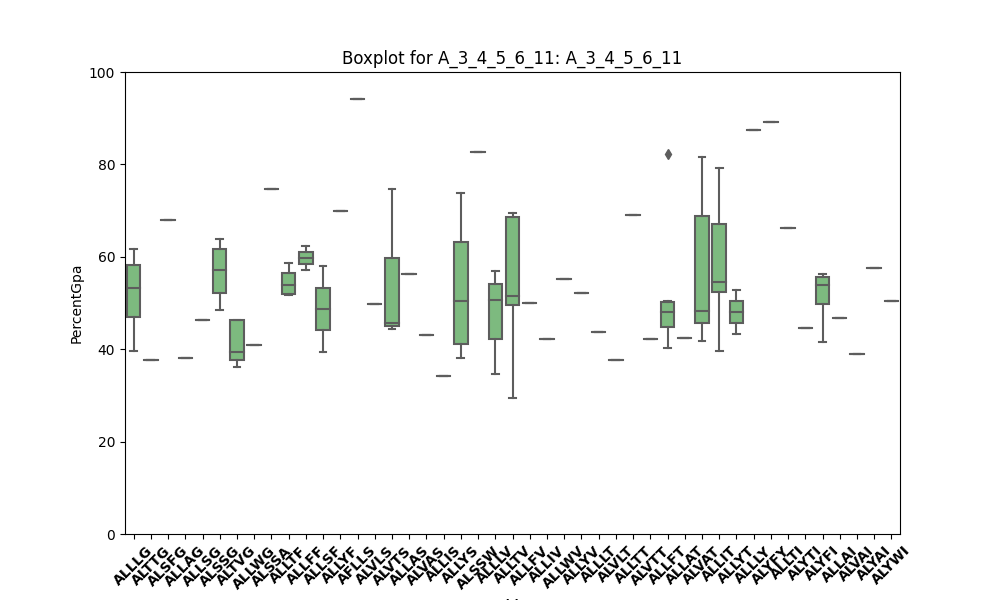 Boxplot for A_3_4_5_6_11: A_3_4_5_6_11
PercentGpa
100
80
60
40
20
0
ALLLG
ALTTG
ALSFG
ALLAG
ALLSG
ALSSG
ALTVG
ALLWG
ALSSA
ALLTF
ALLFF
ALLSF
ALLYF
AFLLS
ALVLS
ALVTS
ALLAS
ALVAS
ALLIS
ALLYS
ALSSW
ALLLV
ALLTV
ALLFV
ALLIV
ALLWV
ALLYV
ALLLT
ALVLT
ALLTT
ALVTT
ALLFT
ALLAT
ALVAT
ALLIT
ALLYT
ALLLY
ALYFY
ALLTI
ALYTI
ALYFI
ALLAI
ALVAI
ALYAI
ALYWI